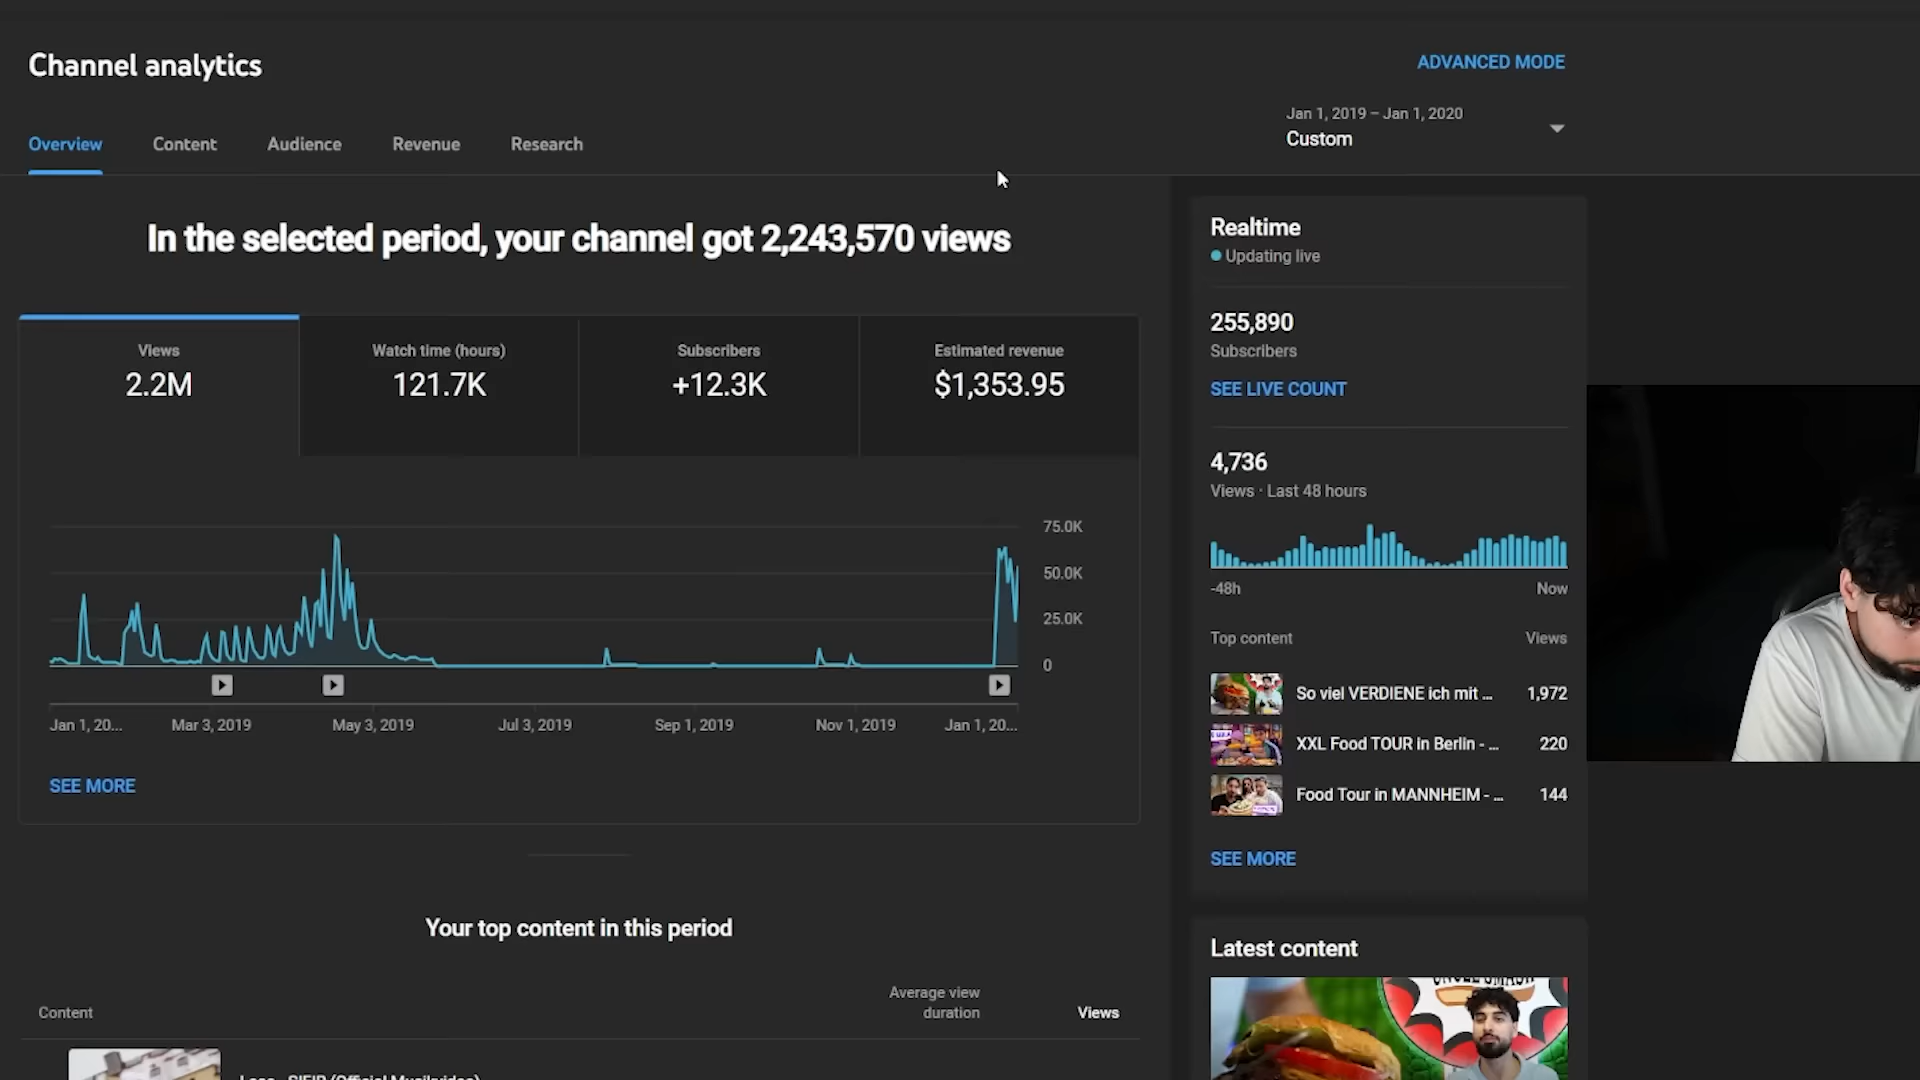 Channel analytics
ADVANCED MODE
Jan 1, 2019 – Jan 1, 2020
Custom
Overview
Content
Audience
Revenue
Research
In the selected period, your channel got 2,243,570 views
Views
2.2M
Watch time (hours)
121.7K
Subscribers
+12.3K
Estimated revenue
$1,353.95
75.0K
50.0K
25.0K
0
Jan 1, 20...
Mar 3, 2019
May 3, 2019
Jul 3, 2019
Sep 1, 2019
Nov 1, 2019
Jan 1, 20...
SEE MORE
Your top content in this period
Content
Average view
duration
Views
Realtime
Updating live
255,890
Subscribers
SEE LIVE COUNT
4,736
Views · Last 48 hours
-48h
Now
Top content
Views
So viel VERDIENE ich mit ...
1,972
XXL Food TOUR in Berlin - ...
220
Food Tour in MANNHEIM - ...
144
SEE MORE
Latest content